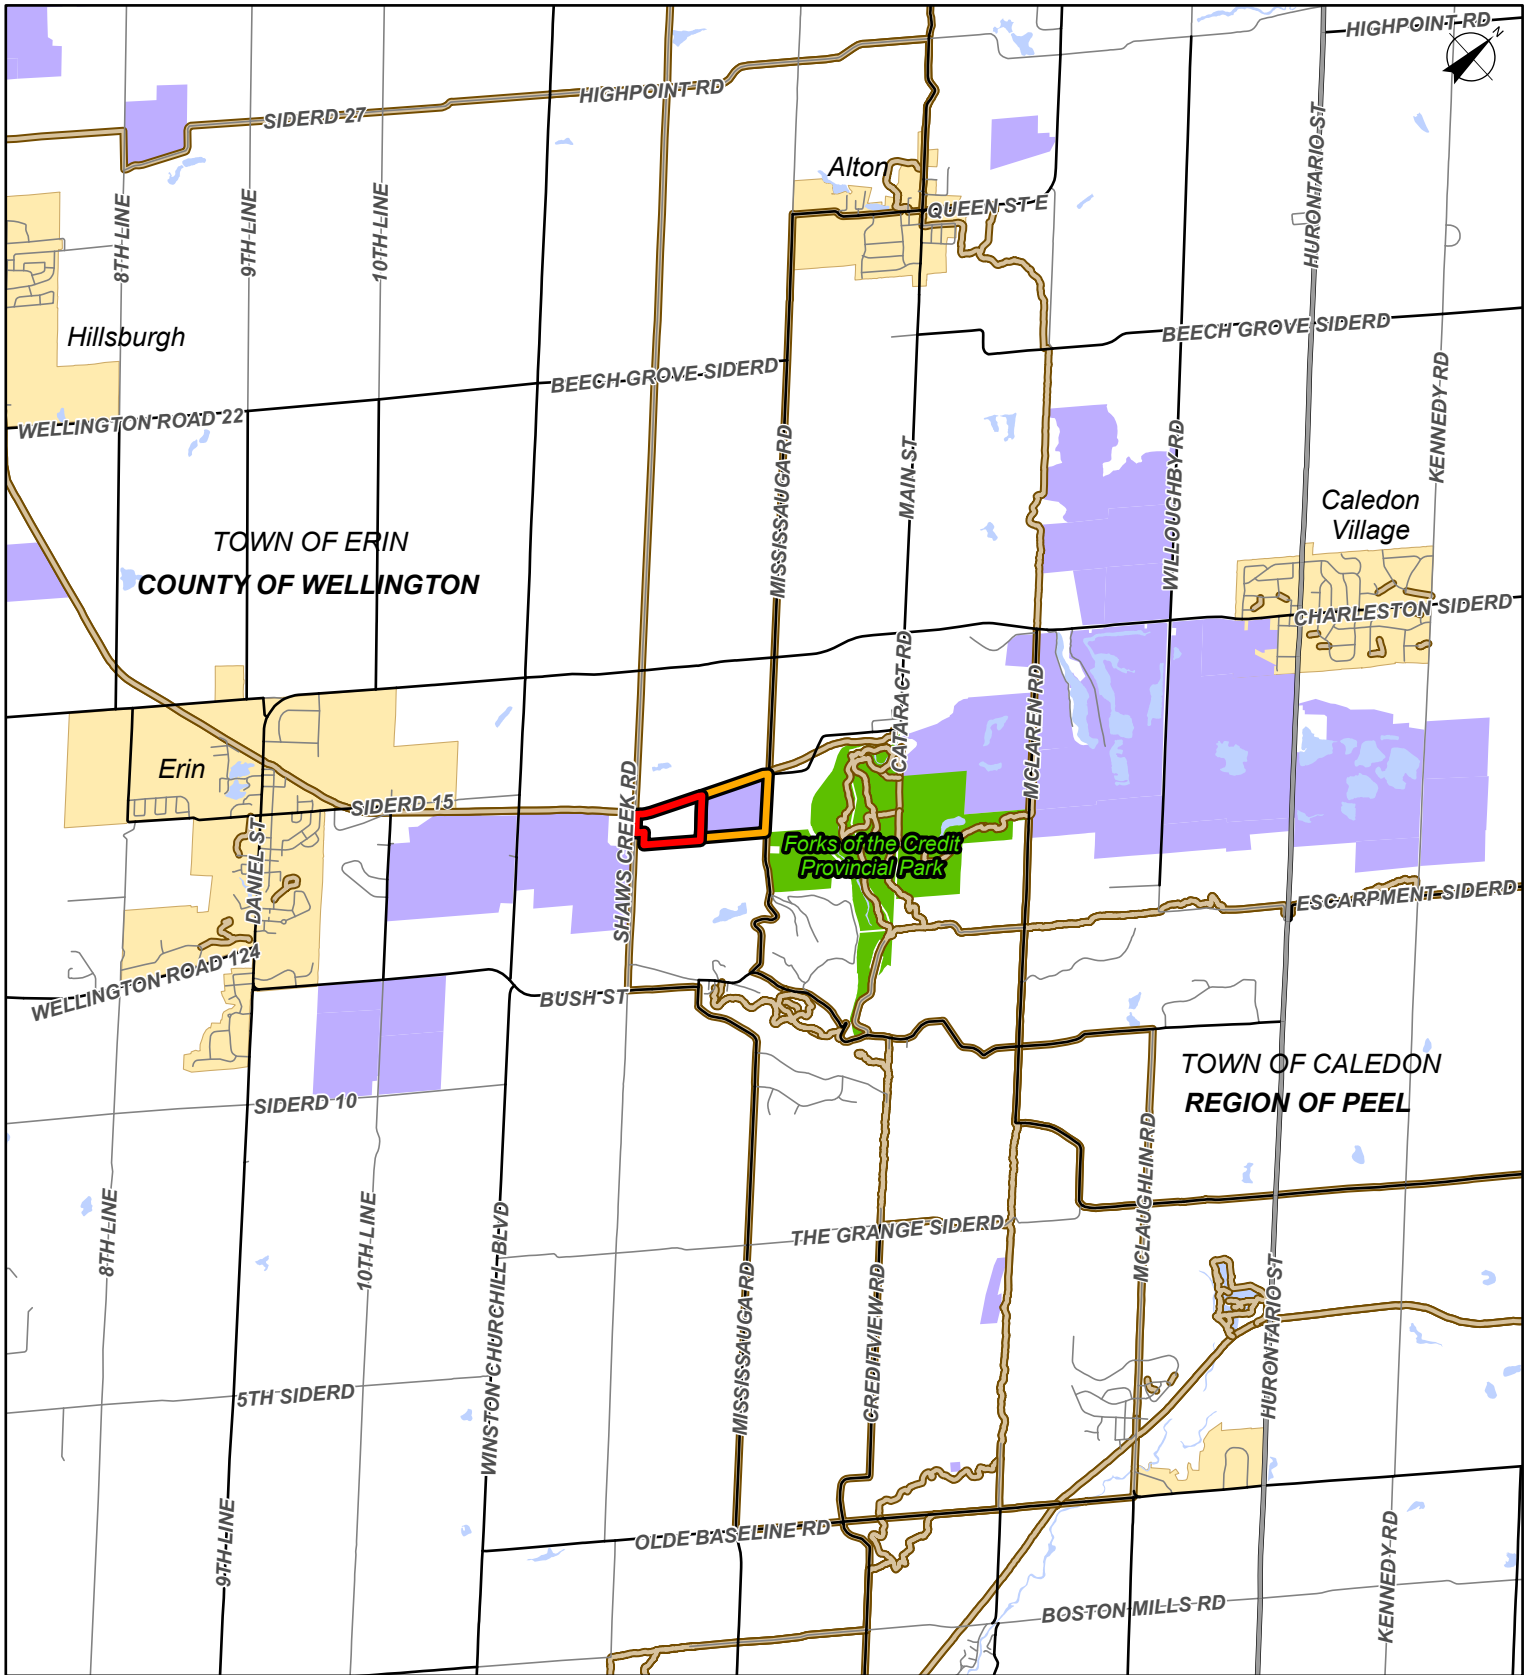 HIGHPOINT RD
N
HIGHPOINT RD
SIDERD 27
HURONTARIO ST
Alton
QUEEN ST E
8TH LINE
9TH LINE
10TH LINE
Hillsburgh
BEECH GROVE SIDERD
BEECH GROVE SIDERD
KENNEDY RD
WELLINGTON ROAD 22
MISSISSAUGA RD
MAIN ST
WILLOUGHBY RD
Caledon
Village
TOWN OF ERIN
COUNTY OF WELLINGTON
CHARLESTON SIDERD
CATARACT RD
MCLAREN RD
Erin
SIDERD 15
SHAWS CREEK RD
DANIEL ST
Forks of the Credit
Provincial Park
ESCARPMENT SIDERD
WELLINGTON ROAD 124
BUSH ST
TOWN OF CALEDON
REGION OF PEEL
SIDERD 10
MCLAUGHLIN RD
8TH LINE
10TH LINE
WINSTON CHURCHILL BLVD
THE GRANGE SIDERD
MISSISSAUGA RD
CREDITVIEW RD
HURONTARIO ST
5TH SIDERD
9TH LINE
OLDE BASELINE RD
KENNEDY RD
BOSTON MILLS RD